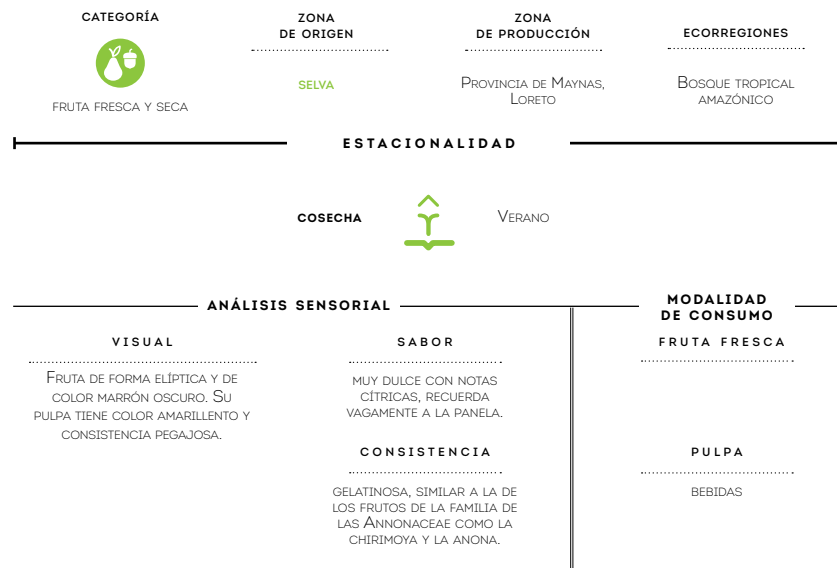 CATEGORÍA
FRUTA FRESCA Y SECA
ZONA
DE ORIGEN
SELVA
ZONA
DE PRODUCCIÓN
Provincia de Maynas,
Loreto
ECORREGIONES
Bosque tropical
amazónico
ESTACIONALIDAD
COSECHA
Verano
ANÁLISIS SENSORIAL
VISUAL
Fruta de forma elíptica y de
color marrón oscuro. Su
pulpa tiene color amarillento y
consistencia pegajosa.
SABOR
muy dulce con notas
cítricas, recuerda
vagamente a la panela.
CONSISTENCIA
gelatinosa, similar a la de
los frutos de la familia de
las Annonaceae como la
chirimoya y la anona.
MODALIDAD
DE CONSUMO
FRUTA FRESCA
PULPA
bebidas